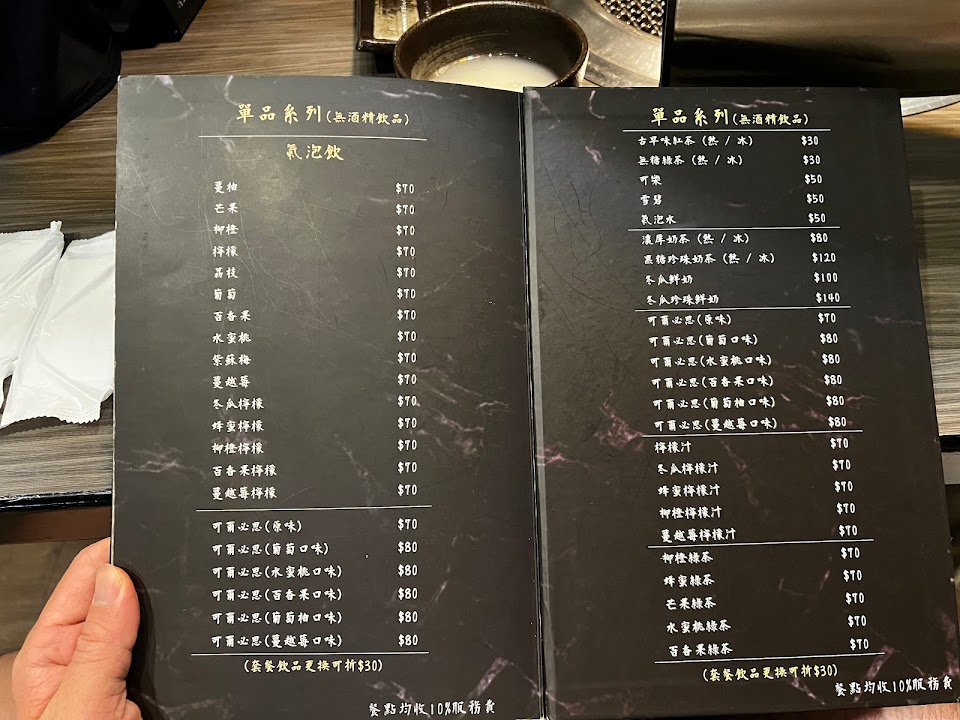 單品系列(無酒精飲品)
氣泡飲
蔓柚 $70
芒果 $70
柳橙 $70
檸檬 $70
荔枝 $70
葡萄 $70
百香果 $70
水蜜桃 $70
紫蘇梅 $70
蔓越莓 $70
冬瓜檸檬 $70
蜂蜜檸檬 $70
柳橙檸檬 $70
百香果檸檬 $70
蔓越莓檸檬 $70
可爾必思(原味) $70
可爾必思(葡萄口味) $80
可爾必思(水蜜桃口味) $80
可爾必思(百香果口味) $80
可爾必思(葡萄柚口味) $80
可爾必思(蔓越莓口味) $80
(套餐飲品更換可折$30)
餐點均收10%服務費
單品系列(無酒精飲品)
古早味紅茶 (熱 / 冰) $30
無糖綠茶 (熱 / 冰) $30
可樂 $50
雪碧 $50
氣泡水 $50
濃厚奶茶 (熱 / 冰) $80
黑糖珍珠奶茶 (熱 / 冰) $120
冬瓜鮮奶 $100
冬瓜珍珠鮮奶 $140
可爾必思(原味) $70
可爾必思(葡萄口味) $80
可爾必思(水蜜桃口味) $80
可爾必思(百香果口味) $80
可爾必思(葡萄柚口味) $80
可爾必思(蔓越莓口味) $80
檸檬汁 $70
冬瓜檸檬汁 $70
蜂蜜檸檬汁 $70
柳橙檸檬汁 $70
蔓越莓檸檬汁 $70
柳橙綠茶 $70
蜂蜜綠茶 $70
芒果綠茶 $70
水蜜桃綠茶 $70
百香果綠茶 $70
(套餐飲品更換可折$30)
餐點均收10%服務費